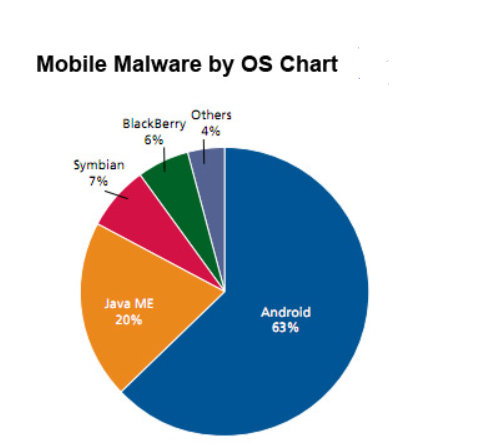 Mobile Malware by OS Chart
Others
4%
BlackBerry
6%
Symbian
7%
Java ME
20%
Android
63%